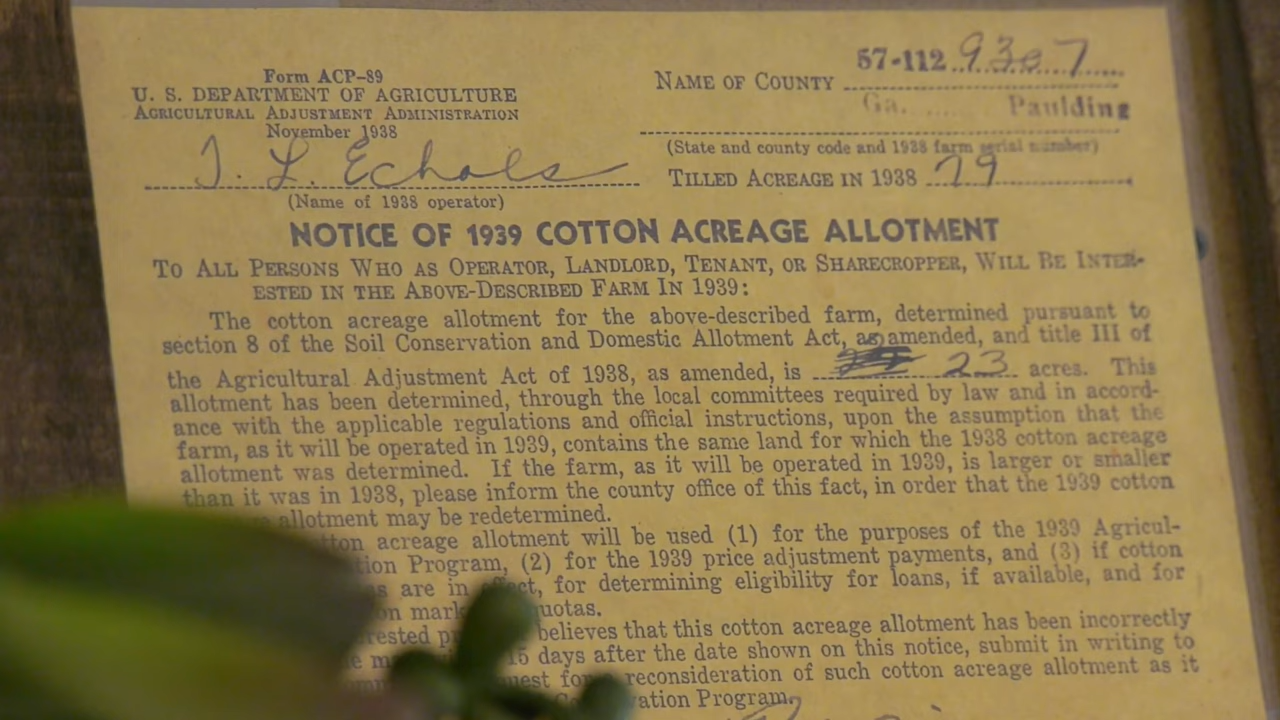 Form ACP-89
U. S. DEPARTMENT OF AGRICULTURE
AGRICULTURAL ADJUSTMENT ADMINISTRATION
November 1938
Echols
(Name of 1938 operator)
57-112 9307
NAME OF COUNTY
Ga. Paulding
(State and county code and 1938 farm serial number)
TILLED ACREAGE IN 1938 79
NOTICE OF 1939 COTTON ACREAGE ALLOTMENT
TO ALL PERSONS WHO AS OPERATOR, LANDLORD, TENANT, OR SHARECROPPER, WILL BE INTER-
ESTED IN THE ABOVE-DESCRIBED FARM IN 1939:
The cotton acreage allotment for the above-described farm, determined pursuant to
section 8 of the Soil Conservation and Domestic Allotment Act, as amended, and title III of
the Agricultural Adjustment Act of 1938, as amended, is 23 acres. This
allotment has been determined, through the local committees required by law and in accord-
ance with the applicable regulations and official instructions, upon the assumption that the
farm, as it will be operated in 1939, contains the same land for which the 1938 cotton acreage
allotment was determined. If the farm, as it will be operated in 1939, is larger or smaller
than it was in 1938, please inform the county office of this fact, in order that the 1939 cotton
allotment may be redetermined.
acreage allotment will be used (1) for the purposes of the 1939 Agricul-
Program, (2) for the 1939 price adjustment payments, and (3) if cotton
are in for determining eligibility for loans, if available, and for
quotas.
believes that this cotton acreage allotment has been incorrectly
15 days after the date shown on this notice, submit in writing to
reconsideration of such cotton acreage allotment as it
Program.